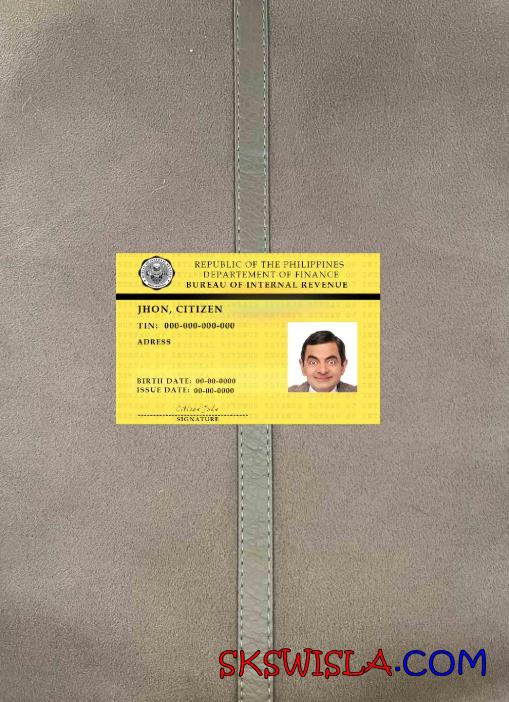 REPUBLIC OF THE PHILIPPINES
DEPARTEMENT OF FINANCE
BUREAU OF INTERNAL REVENUE
JHON, CITIZEN
TIN: 000-000-000-000
ADRESS
BIRTH DATE: 00-00-0000
ISSUE DATE: 00-00-0000
Citizen Jhon
SIGNATURE
SKSWISLA.COM